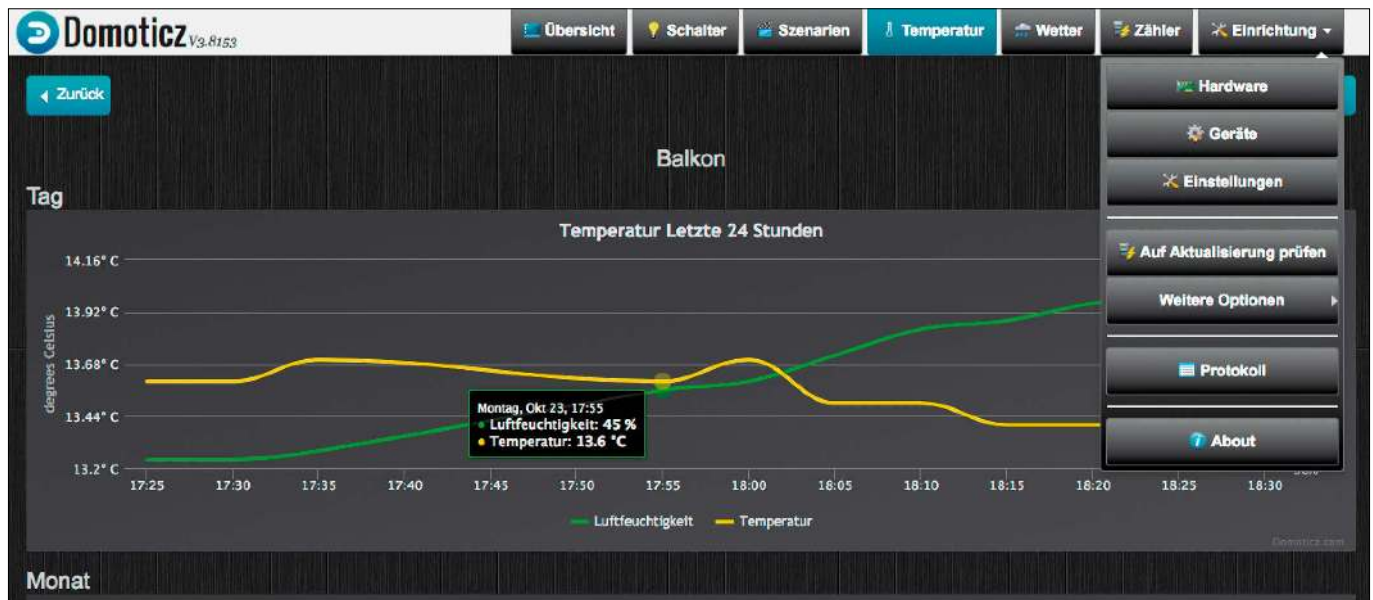 Domoticz V3.8153
Übersicht
Schalter
Szenarien
Temperatur
Wetter
Zähler
Einrichtung
Zurück
Hardware
Geräte
Einstellungen
Auf Aktualisierung prüfen
Weitere Optionen
Protokoll
About
Balkon
Tag
Temperatur Letzte 24 Stunden
degrees Celsius
14.16° C
13.92° C
13.68° C
13.44° C
13.2° C
Montag, Okt 23, 17:55
Luftfeuchtigkeit: 45 %
Temperatur: 13.6 °C
17:25 17:30 17:35 17:40 17:45 17:50 17:55 18:00 18:05 18:10 18:15 18:20 18:25 18:30
Luftfeuchtigkeit Temperatur
Domoticz.com
Monat